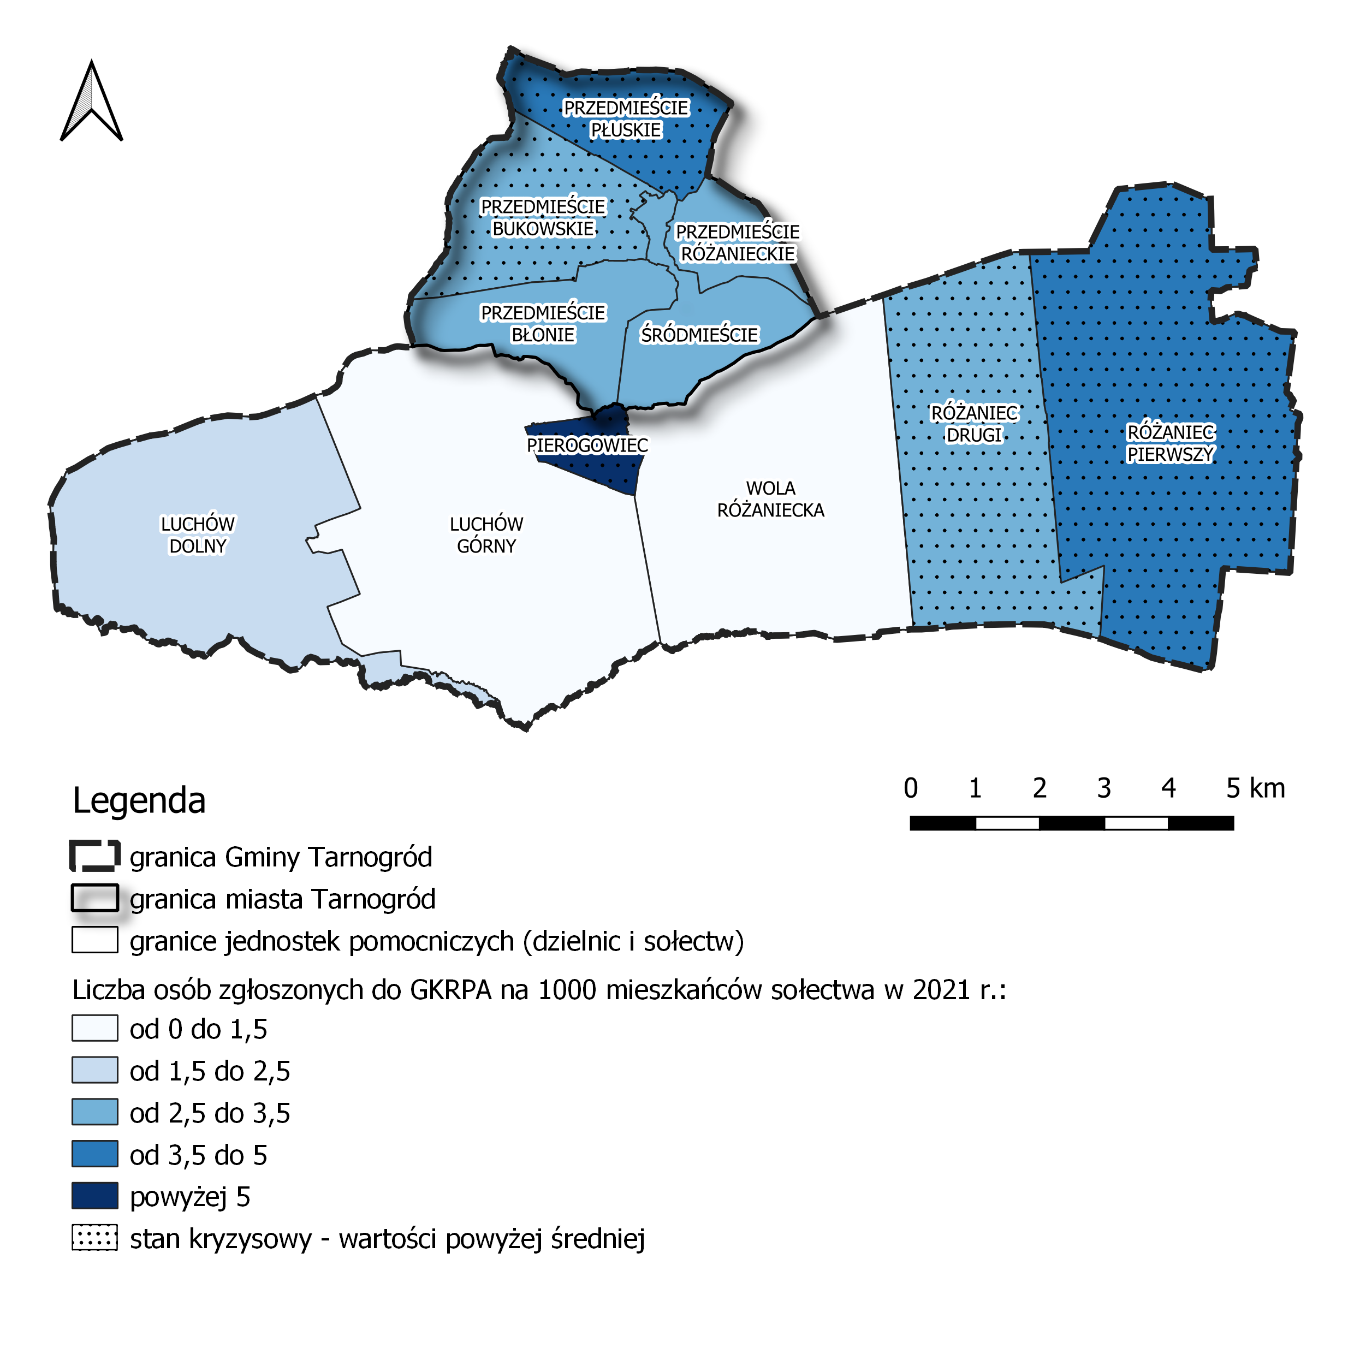 PRZEDMIEŚCIE
PŁUSKIE
PRZEDMIEŚCIE
BUKOWSKIE
PRZEDMIEŚCIE
RÓŻANIECKIE
PRZEDMIEŚCIE
BŁONIE
ŚRÓDMIEŚCIE
RÓŻANIEC
DRUGI
RÓŻANIEC
PIERWSZY
PIEROGOWIEC
WOLA
RÓŻANIECKA
LUCHÓW
DOLNY
LUCHÓW
GÓRNY
0 1 2 3 4 5 km
Legenda
granica Gminy Tarnogród
granica miasta Tarnogród
granice jednostek pomocniczych (dzielnic i sołectw)
Liczba osób zgłoszonych do GKRPA na 1000 mieszkańców sołectwa w 2021 r.:
od 0 do 1,5
od 1,5 do 2,5
od 2,5 do 3,5
od 3,5 do 5
powyżej 5
stan kryzysowy - wartości powyżej średniej